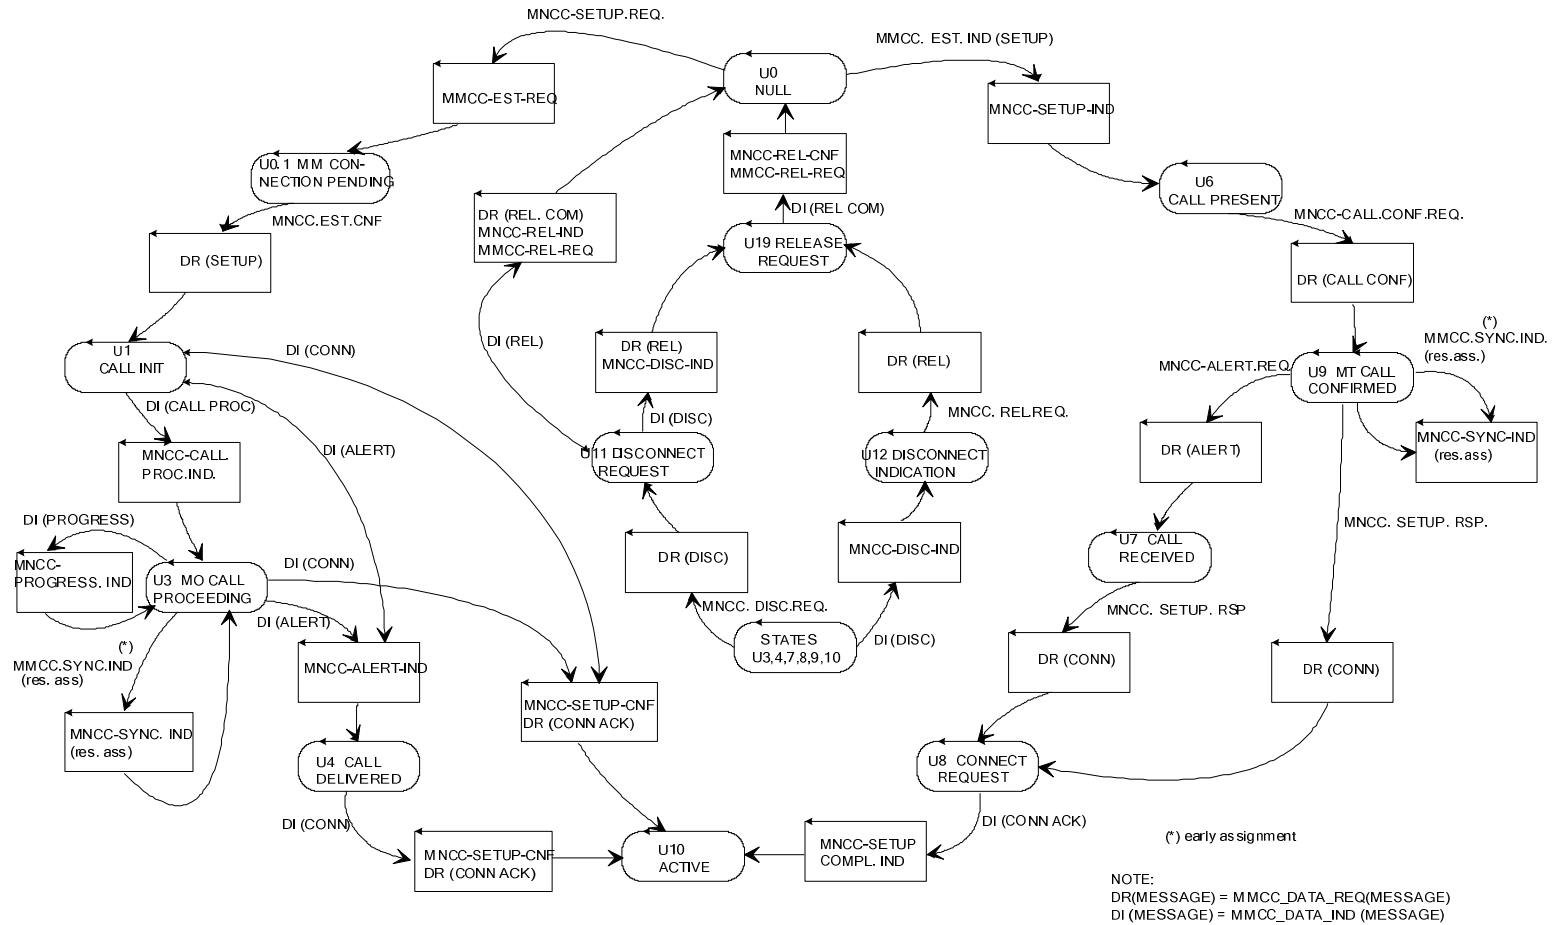 MNCC-SETUP.REQ.
MMCC. EST. IND (SETUP)
U0
NULL
MMCC-EST-REQ
MNCC-SETUP-IND
U0.1 MM CON-
NECTION PENDING
MNCC-REL-CNF
MMCC-REL-REQ
U6
CALL PRESENT
MNCC.EST.CNF
DI (REL COM)
MNCC-CALL.CONF.REQ.
DR (REL. COM)
MNCC-REL-IND
MMCC-REL-REQ
DR (SETUP)
U19 RELEASE
REQUEST
DR (CALL CONF)
(*)
MMCC.SYNC.IND.
(res.ass.)
U1
CALL INIT
DI (CONN)
DI (REL)
DR (REL)
MNCC-DISC-IND
DR (REL)
MNCC-ALERT.REQ
U9 MT CALL
CONFIRMED
DI (CALL PROC)
DI (DISC)
MNCC. REL.REQ.
MNCC-CALL.
PROC.IND.
DI (ALERT)
U11 DISCONNECT
REQUEST
U12 DISCONNECT
INDICATION
DR (ALERT)
MNCC-SYNC-IND
(res.ass)
DI (PROGRESS)
MNCC. SETUP. RSP.
MNCC-
PROGRESS. IND
U3 MO CALL
PROCEEDING
DI (CONN)
DR (DISC)
MNCC-DISC-IND
U7 CALL
RECEIVED
DI (ALERT)
MNCC. DISC.REQ.
MNCC. SETUP. RSP
(*)
MMCC.SYNC.IND
(res. ass)
MNCC-ALERT-IND
STATES
U3,4,7,8,9,10
DI (DISC)
DR (CONN)
DR (CONN)
MNCC-SYNC. IND
(res. ass)
MNCC-SETUP-CNF
DR (CONN ACK)
U4 CALL
DELIVERED
U8 CONNECT
REQUEST
DI (CONN)
DI (CONN ACK)
(*) early assignment
MNCC-SETUP-CNF
DR (CONN ACK)
U10
ACTIVE
MNCC-SETUP
COMPL. IND
NOTE:
DR(MESSAGE) = MMCC_DATA_REQ(MESSAGE)
DI (MESSAGE) = MMCC_DATA_IND (MESSAGE)